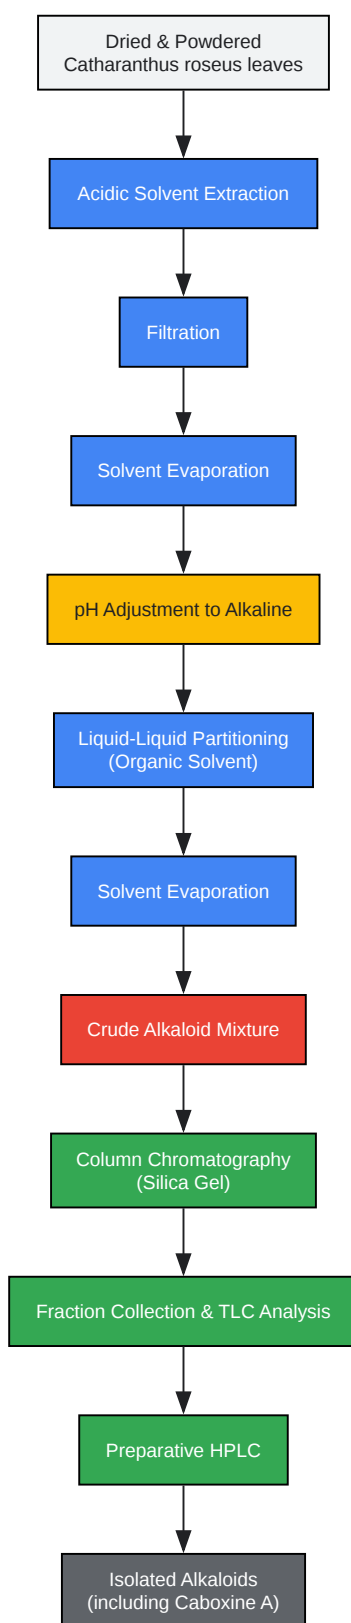 Dried & Powdered
Catharanthus roseus leaves
Acidic Solvent Extraction
Filtration
Solvent Evaporation
pH Adjustment to Alkaline
Liquid-Liquid Partitioning
(Organic Solvent)
Solvent Evaporation
Crude Alkaloid Mixture
Column Chromatography
(Silica Gel)
Fraction Collection & TLC Analysis
Preparative HPLC
Isolated Alkaloids
(including Caboxine A)